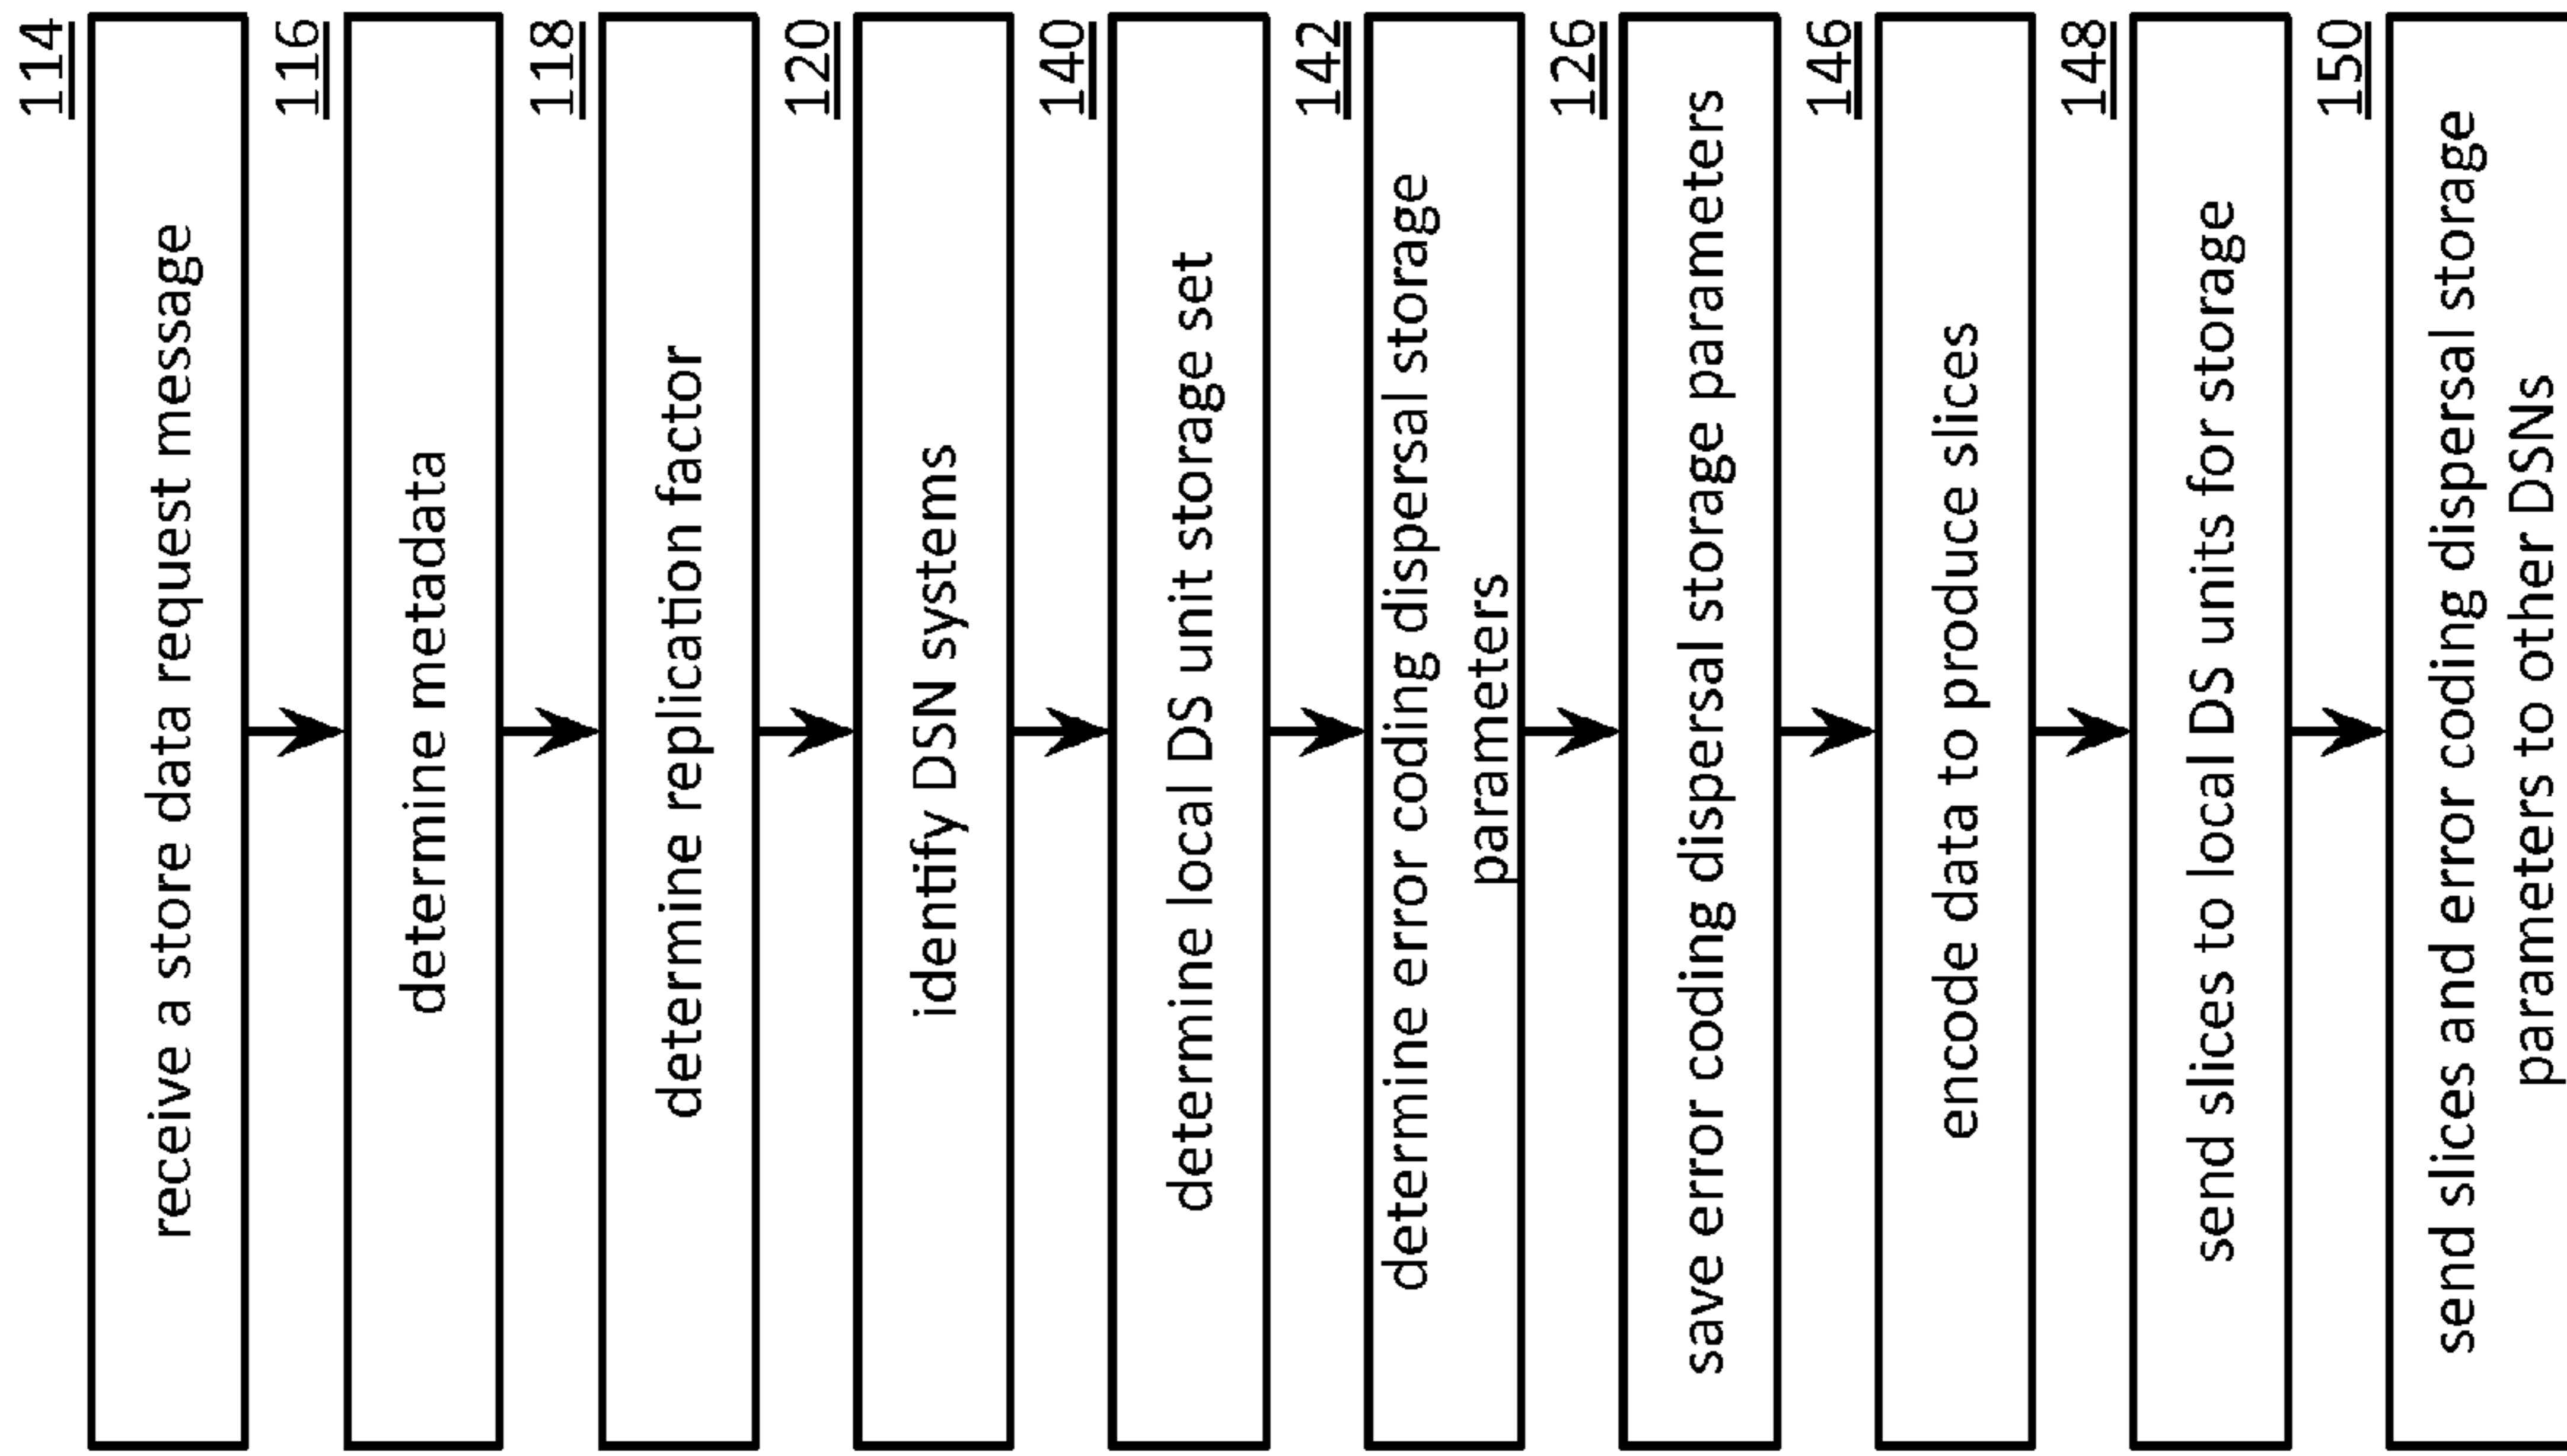 114
receive a store data request message
116
determine metadata
118
determine replication factor
120
identify DSN systems
140
determine local DS unit storage set
142
determine error coding dispersal storage
parameters
126
save error coding dispersal storage parameters
146
encode data to produce slices
148
send slices to local DS units for storage
150
send slices and error coding dispersal storage
parameters to other DSNs